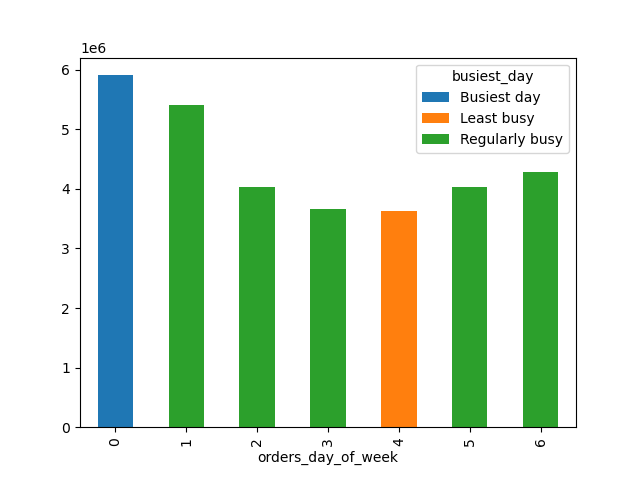 1e6
6
5
4
3
2
1
0
busiest_day
Busiest day
Least busy
Regularly busy
0 1 2 3 4 5 6
orders_day_of_week